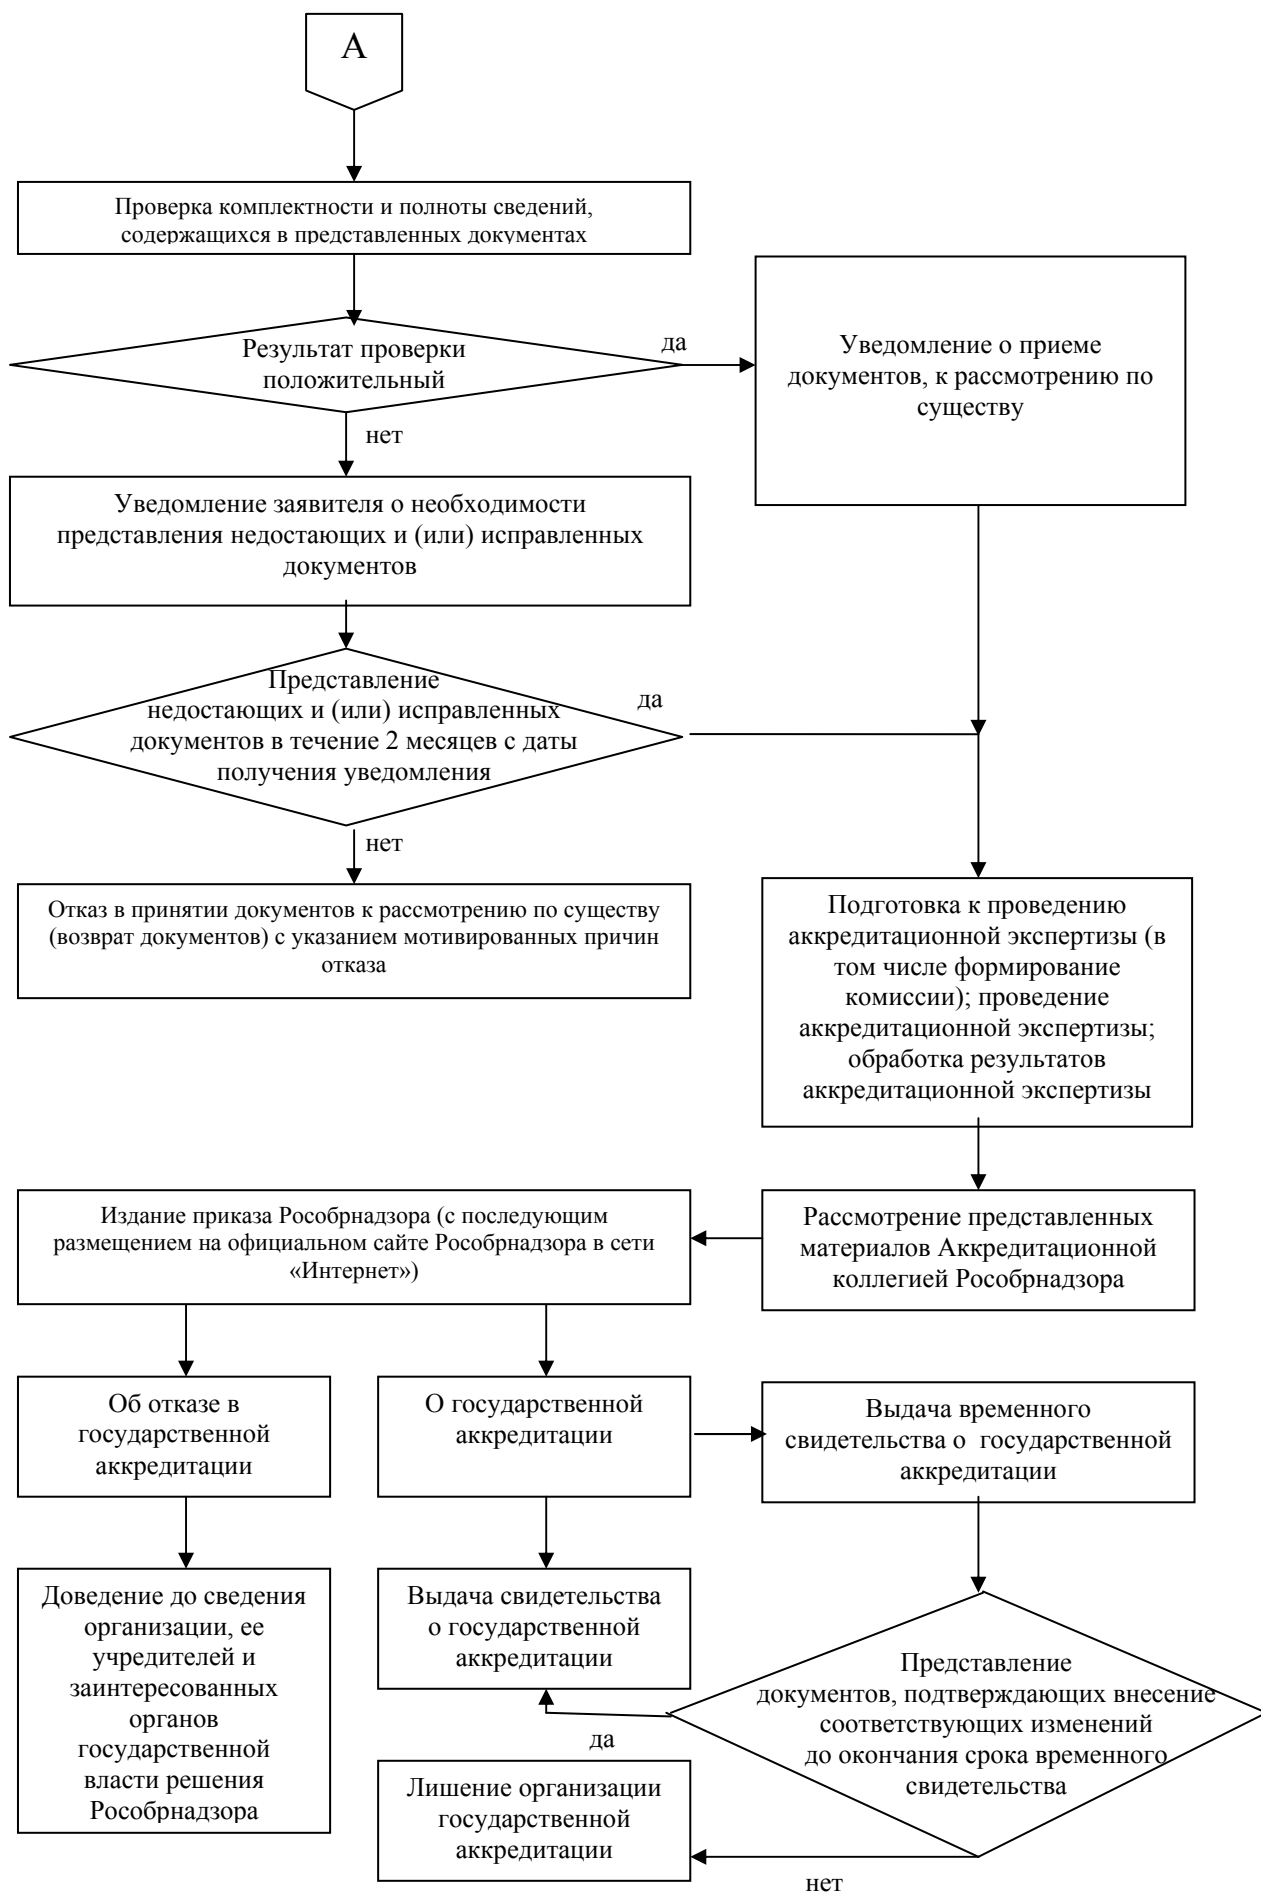 А
Проверка комплектности и полноты сведений,
содержащихся в представленных документах
Результат проверки
положительный
да
Уведомление о приеме
документов, к рассмотрению по
существу
нет
Уведомление заявителя о необходимости
представления недостающих и (или) исправленных
документов
Представление
недостающих и (или) исправленных
документов в течение 2 месяцев с даты
получения уведомления
да
нет
Отказ в принятии документов к рассмотрению по существу
(возврат документов) с указанием мотивированных причин
отказа
Подготовка к проведению
аккредитационной экспертизы (в
том числе формирование
комиссии); проведение
аккредитационной экспертизы;
обработка результатов
аккредитационной экспертизы
Издание приказа Рособрнадзора (с последующим
размещением на официальном сайте Рособрнадзора в сети
«Интернет»)
Рассмотрение представленных
материалов Аккредитационной
коллегией Рособрнадзора
Об отказе в
государственной
аккредитации
О государственной
аккредитации
Выдача временного
свидетельства о государственной
аккредитации
Доведение до сведения
организации, ее
учредителей и
заинтересованных
органов
государственной
власти решения
Рособрнадзора
Выдача свидетельства
о государственной
аккредитации
Представление
документов, подтверждающих внесение
соответствующих изменений
до окончания срока временного
свидетельства
да
Лишение организации
государственной
аккредитации
нет